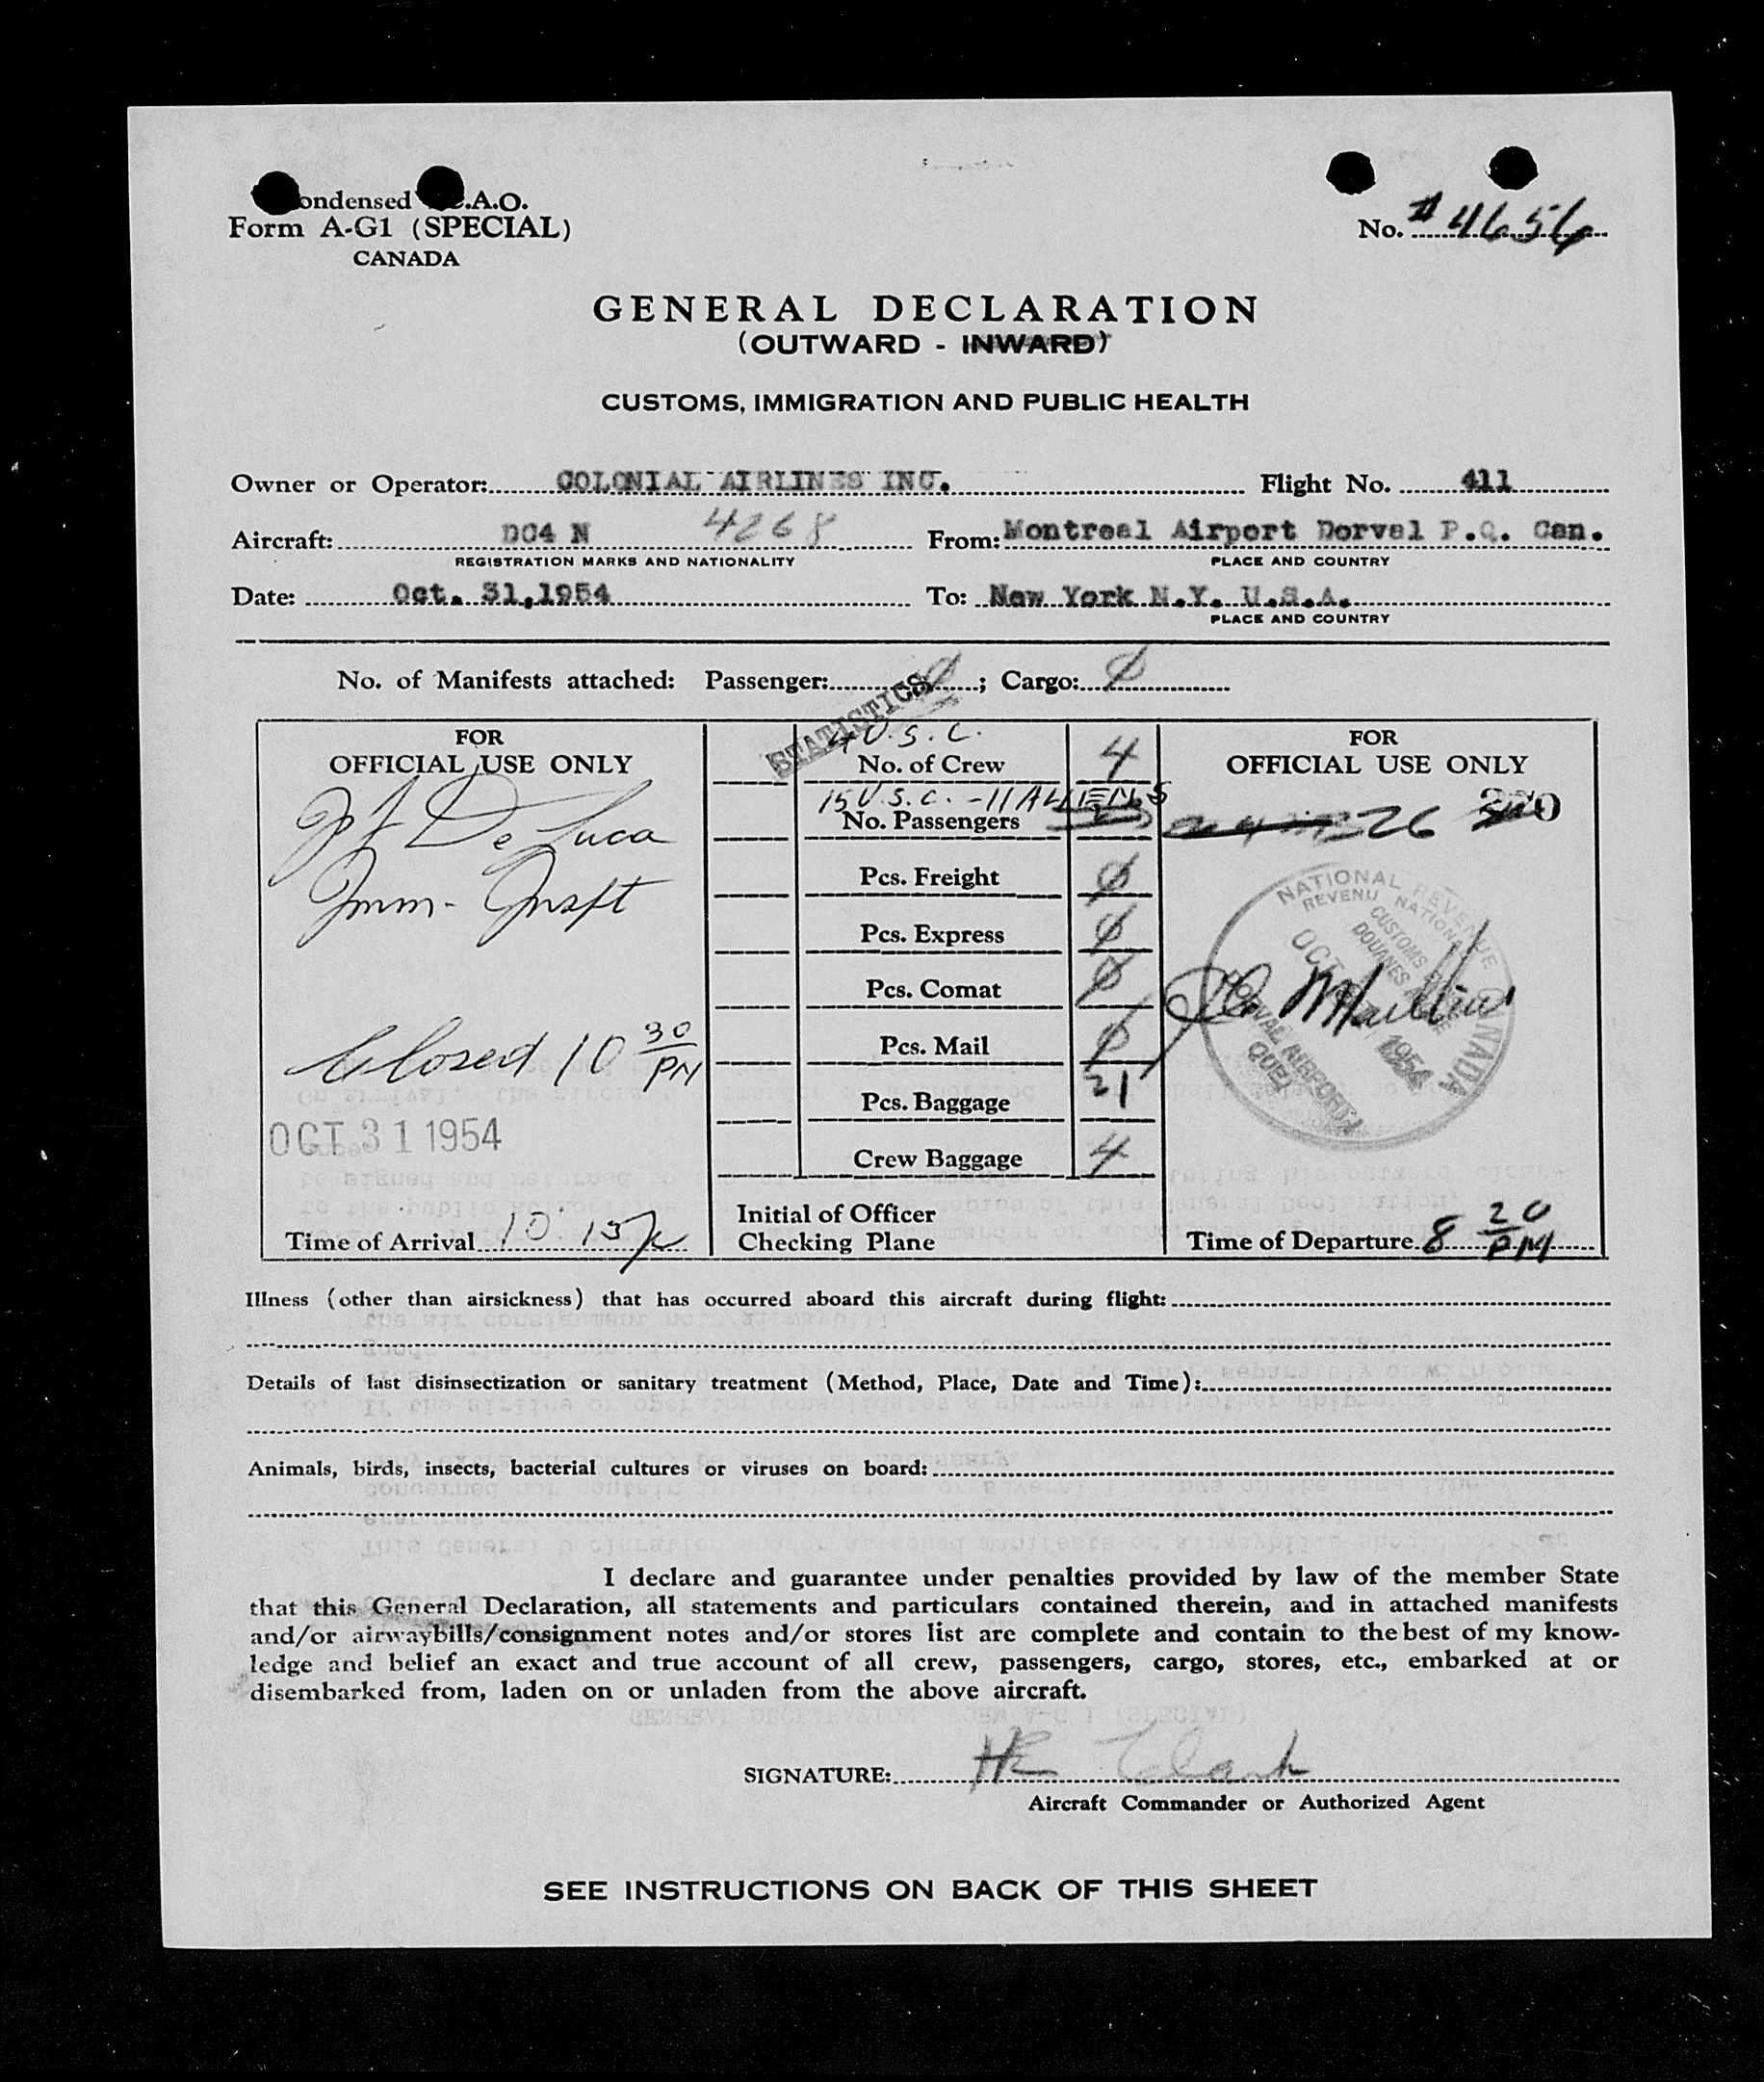 ondensed .A.O.
Form A-G1 (SPECIAL)
CANADA
No. #4656
GENERAL DECLARATION
(OUTWARD - INWARD)
CUSTOMS, IMMIGRATION AND PUBLIC HEALTH
Owner or Operator: COLONIAL AIRLINES INC. Flight No. 411
Aircraft: DC4 N 4268 From: Montreal Airport Dorval P.Q. Can.
REGISTRATION MARKS AND NATIONALITY PLACE AND COUNTRY
Date: Oct. 31,1954 To: New York N.Y. U.S.A.
PLACE AND COUNTRY
No. of Manifests attached: Passenger: ; Cargo: Ø
STATISTICS
FOR
OFFICIAL USE ONLY
De Luca
Imm- Inspt
Closed 10 30 PM
OCT 31 1954
Time of Arrival 10:15
4 U.S.C.
No. of Crew 4
15 U.S.C. - 11 ALIENS
No. Passengers
Pcs. Freight Ø
Pcs. Express Ø
Pcs. Comat Ø
Pcs. Mail Ø
Pcs. Baggage 21
Crew Baggage 4
Initial of Officer
Checking Plane
FOR
OFFICIAL USE ONLY
26
NATIONAL REVENUE CANADA
REVENU NATIONAL
CUSTOMS
DOUANES
OCT 1954
DORVAL AIRPORT
QUE.
Time of Departure 8 20 PM
Illness (other than airsickness) that has occurred aboard this aircraft during flight:
Details of last disinsectization or sanitary treatment (Method, Place, Date and Time):
Animals, birds, insects, bacterial cultures or viruses on board:
I declare and guarantee under penalties provided by law of the member State
that this General Declaration, all statements and particulars contained therein, and in attached manifests
and/or airwaybills/consignment notes and/or stores list are complete and contain to the best of my know-
ledge and belief an exact and true account of all crew, passengers, cargo, stores, etc., embarked at or
disembarked from, laden on or unladen from the above aircraft.
SIGNATURE: Clark
Aircraft Commander or Authorized Agent
SEE INSTRUCTIONS ON BACK OF THIS SHEET